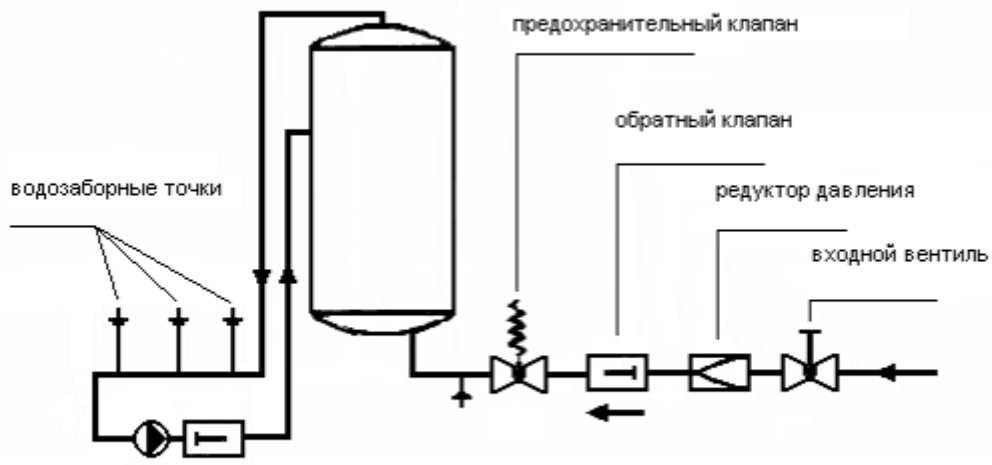 предохранительный клапан
обратный клапан
водозаборные точки
редуктор давления
входной вентиль